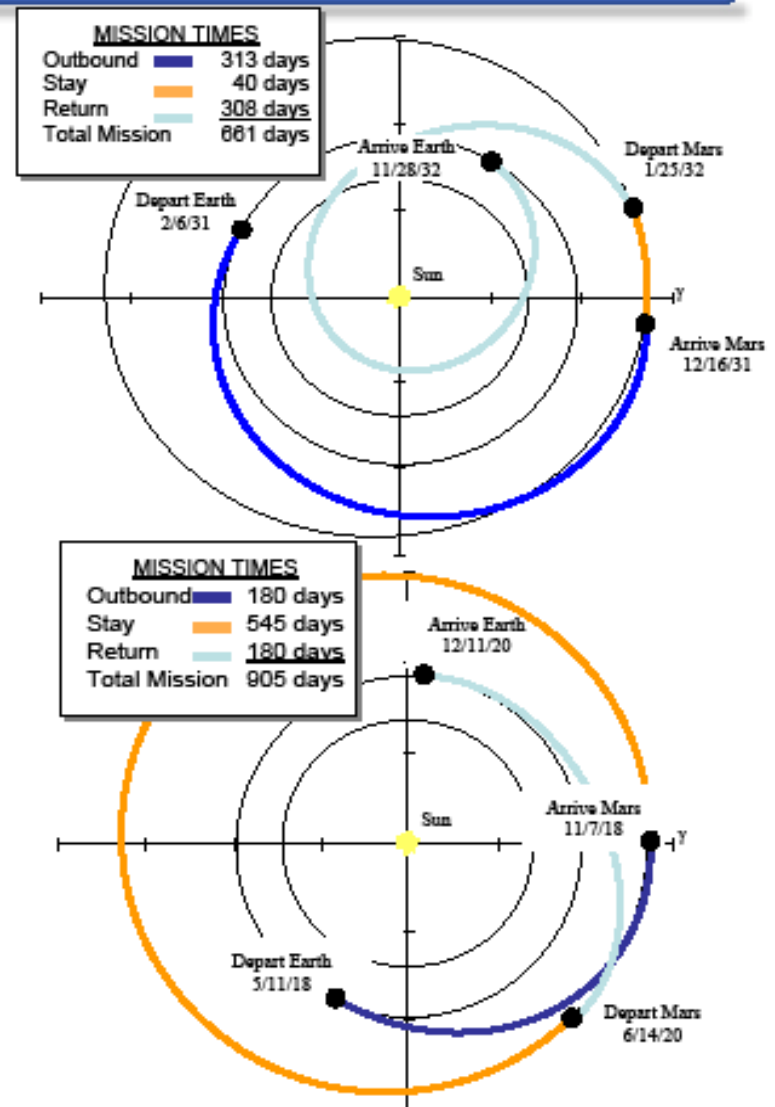 MISSION TIMES
Outbound 313 days
Stay 40 days
Return 308 days
Total Mission 661 days
Arrive Earth
11/28/32
Depart Mars
1/25/32
Depart Earth
2/6/31
Sun
γ
Arrive Mars
12/16/31
MISSION TIMES
Outbound 180 days
Stay 545 days
Return 180 days
Total Mission 905 days
Arrive Earth
12/11/20
Sun
Arrive Mars
11/7/18
γ
Depart Earth
5/11/18
Depart Mars
6/14/20